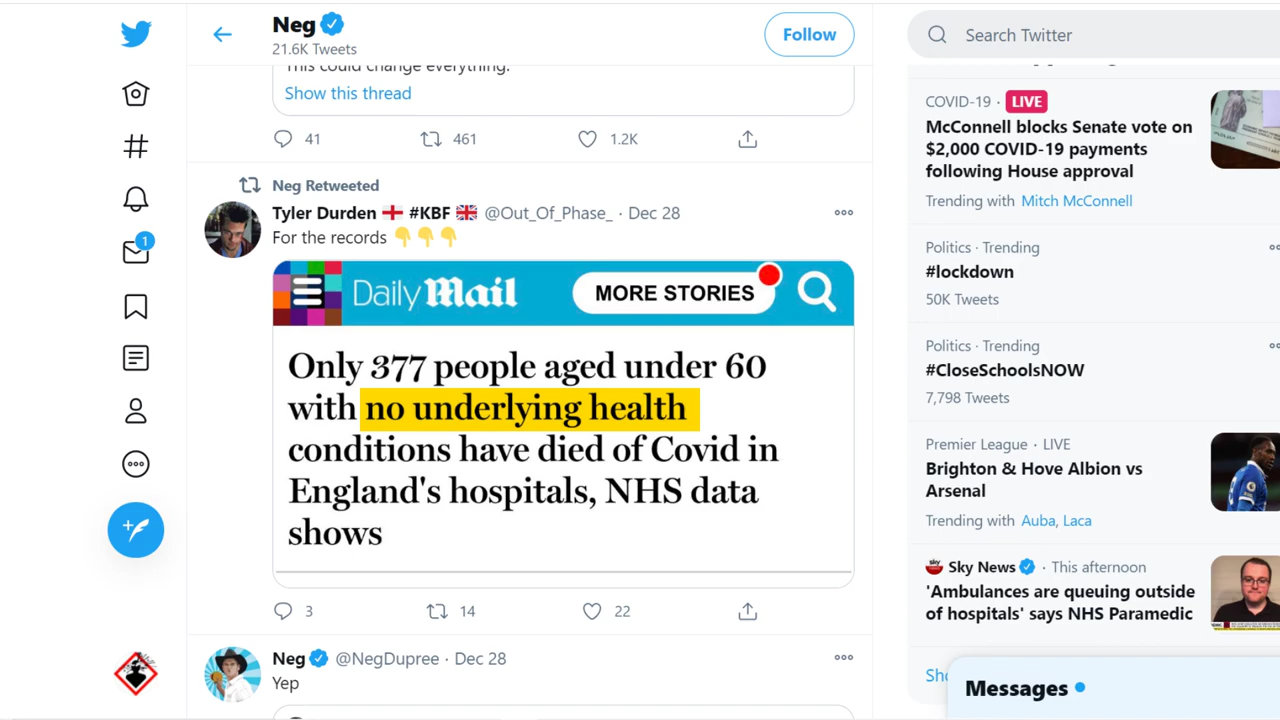 Neg
21.6K Tweets
Follow
Search Twitter
This could change everything.
Show this thread
41 461 1.2K
Neg Retweeted
Tyler Durden #KBF @Out_Of_Phase_ · Dec 28
For the records
Daily Mail MORE STORIES
Only 377 people aged under 60
with no underlying health
conditions have died of Covid in
England's hospitals, NHS data
shows
3 14 22
Neg @NegDupree · Dec 28
Yep
1
COVID-19 · LIVE
McConnell blocks Senate vote on
$2,000 COVID-19 payments
following House approval
Trending with Mitch McConnell
Politics · Trending
#lockdown
50K Tweets
Politics · Trending
#CloseSchoolsNOW
7,798 Tweets
Premier League · LIVE
Brighton & Hove Albion vs
Arsenal
Trending with Auba, Laca
Sky News · This afternoon
'Ambulances are queuing outside
of hospitals' says NHS Paramedic
Messages